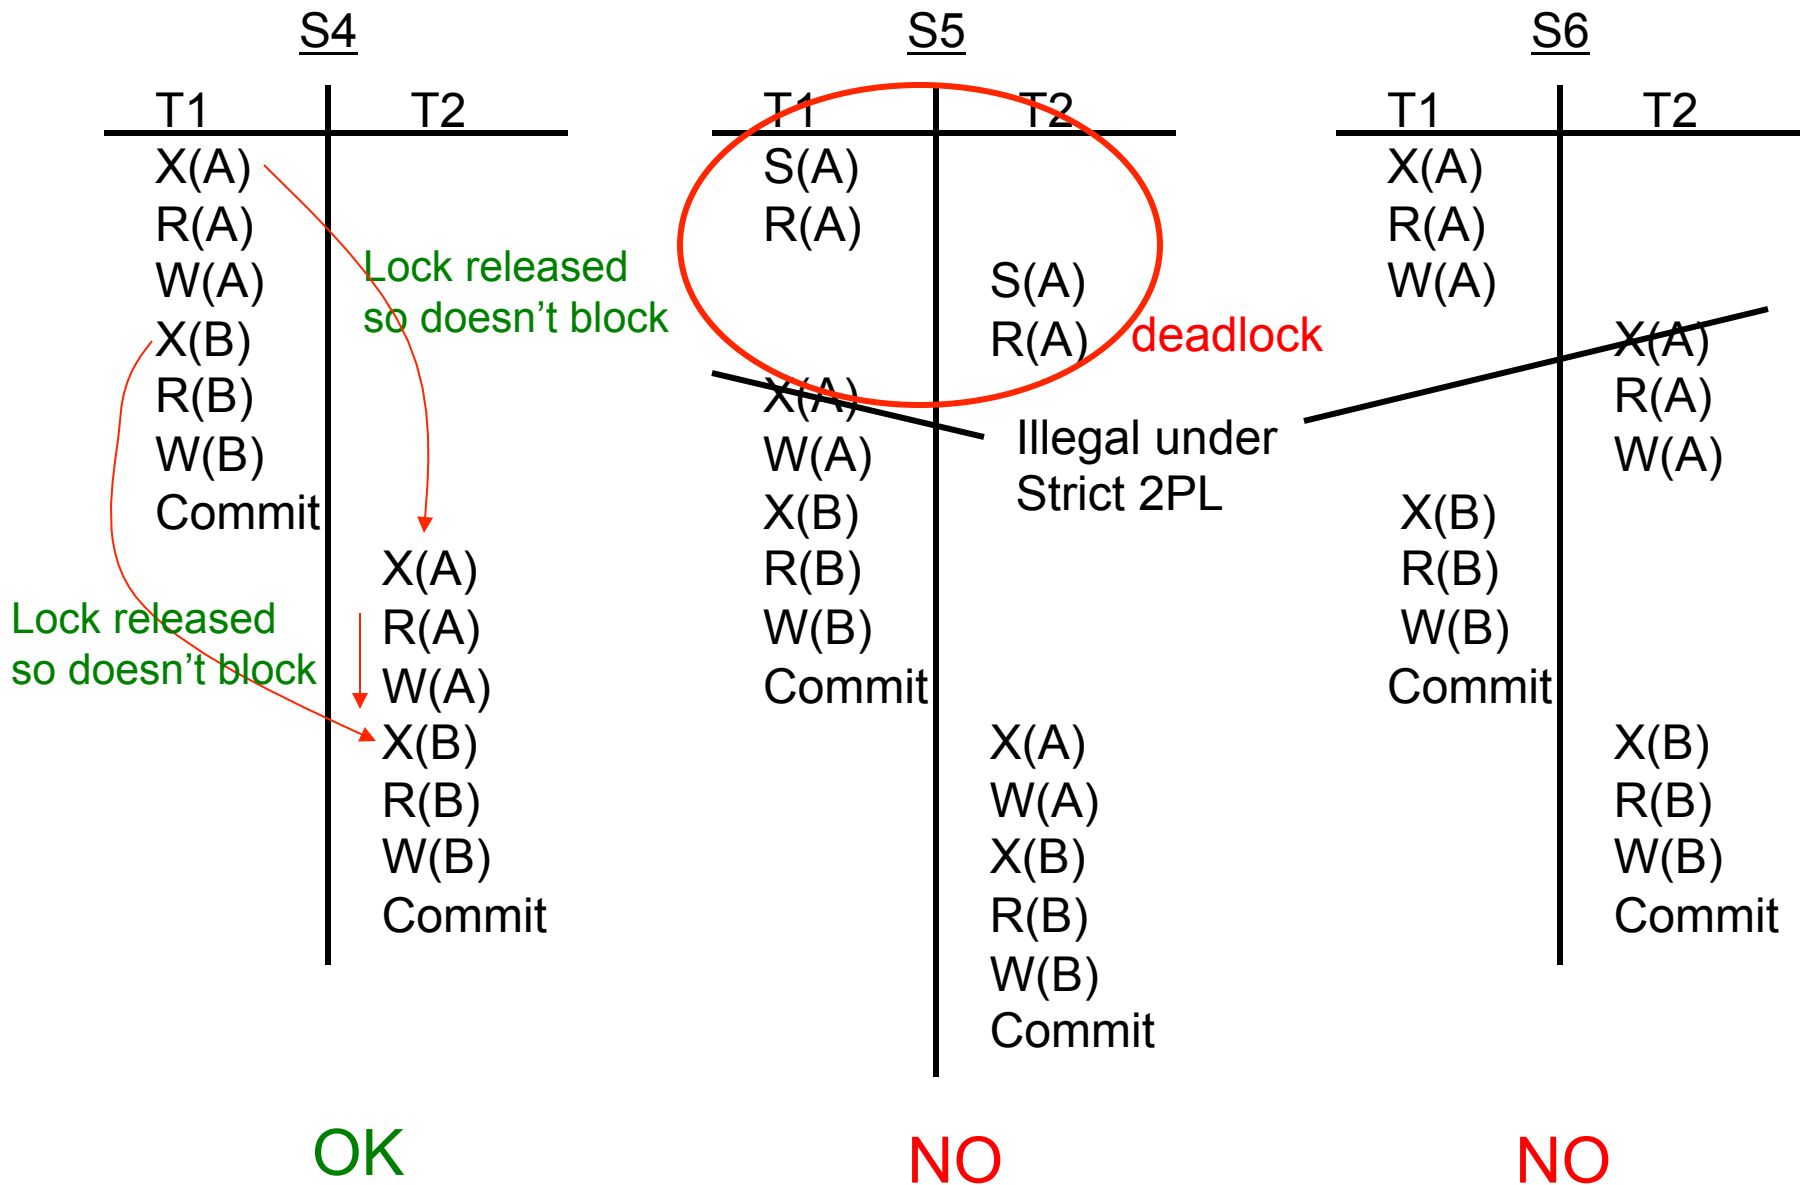 S4
T1
T2
X(A)
R(A)
W(A)
X(B)
R(B)
W(B)
Commit
Lock released
so doesn't block
Lock released
so doesn't block
X(A)
R(A)
W(A)
X(B)
R(B)
W(B)
Commit
OK
S5
T1
T2
S(A)
R(A)
S(A)
R(A)
deadlock
X(A)
W(A)
X(B)
R(B)
W(B)
Commit
Illegal under
Strict 2PL
X(A)
W(A)
X(B)
R(B)
W(B)
Commit
NO
S6
T1
T2
X(A)
R(A)
W(A)
X(A)
R(A)
W(A)
X(B)
R(B)
W(B)
Commit
X(B)
R(B)
W(B)
Commit
NO